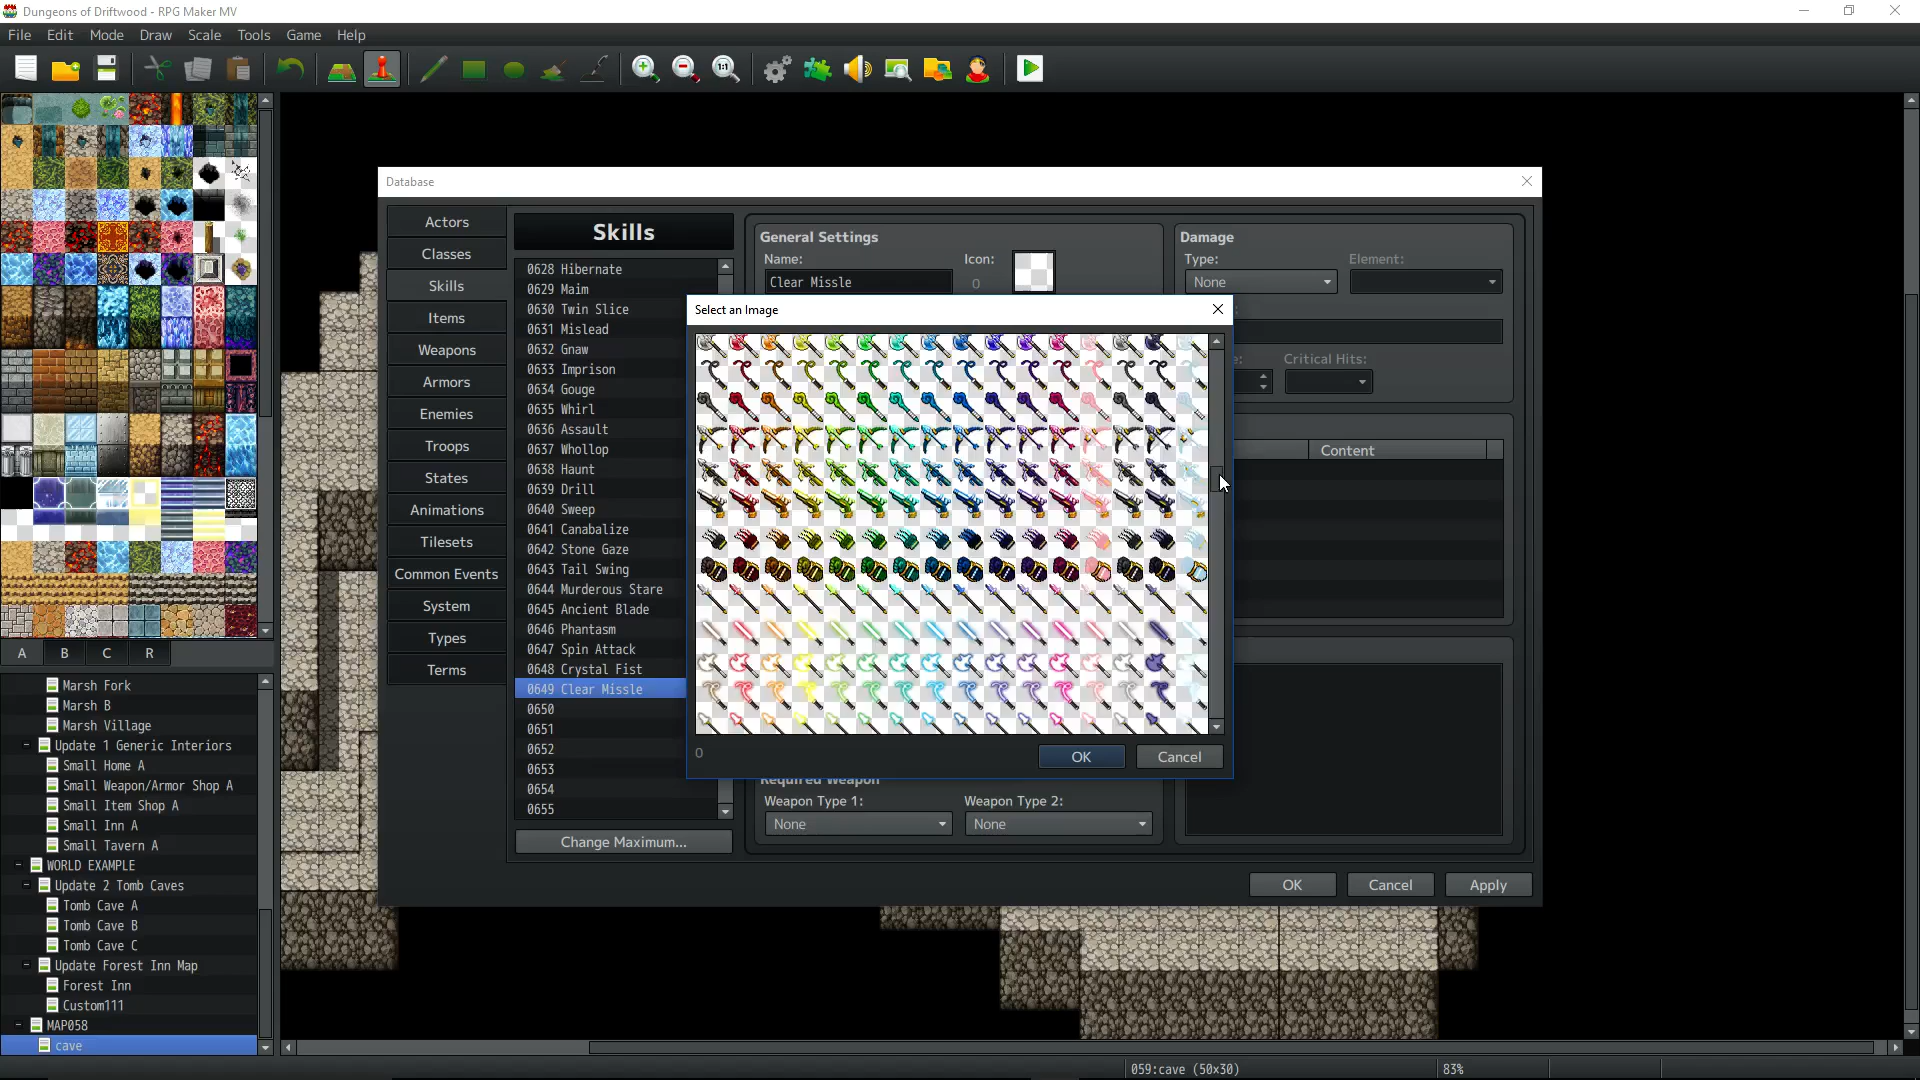 Dungeons of Driftwood - RPG Maker MV
File Edit Mode Draw Scale Tools Game Help
1:1
A B C R
Marsh Fork
Marsh B
Marsh Village
Update 1 Generic Interiors
Small Home A
Small Weapon/Armor Shop A
Small Item Shop A
Small Inn A
Small Tavern A
WORLD EXAMPLE
Update 2 Tomb Caves
Tomb Cave A
Tomb Cave B
Tomb Cave C
Update Forest Inn Map
Forest Inn
Custom111
MAP058
cave
Database
Actors
Classes
Skills
Items
Weapons
Armors
Enemies
Troops
States
Animations
Tilesets
Common Events
System
Types
Terms
Skills
0628 Hibernate
0629 Maim
0630 Twin Slice
0631 Mislead
0632 Gnaw
0633 Imprison
0634 Gouge
0635 Whirl
0636 Assault
0637 Whollop
0638 Haunt
0639 Drill
0640 Sweep
0641 Canabalize
0642 Stone Gaze
0643 Tail Swing
0644 Murderous Stare
0645 Ancient Blade
0646 Phantasm
0647 Spin Attack
0648 Crystal Fist
0649 Clear Missle
0650
0651
0652
0653
0654
0655
Change Maximum...
General Settings
Name: Icon:
Clear Missle 0
Damage
Type: Element:
None
Critical Hits:
Content
Select an Image
0
OK Cancel
Required Weapon
Weapon Type 1: Weapon Type 2:
None None
OK Cancel Apply
059:cave (50x30) 83%